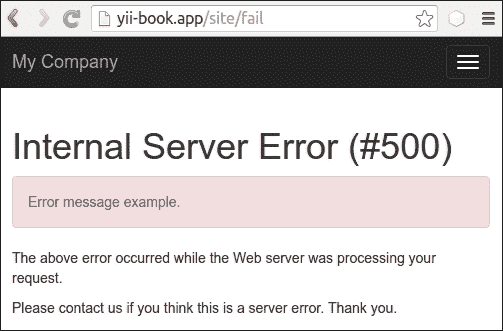 yii-book.app/site/fail
My Company
Internal Server Error (#500)
Error message example.
The above error occurred while the Web server was processing your
request.
Please contact us if you think this is a server error. Thank you.